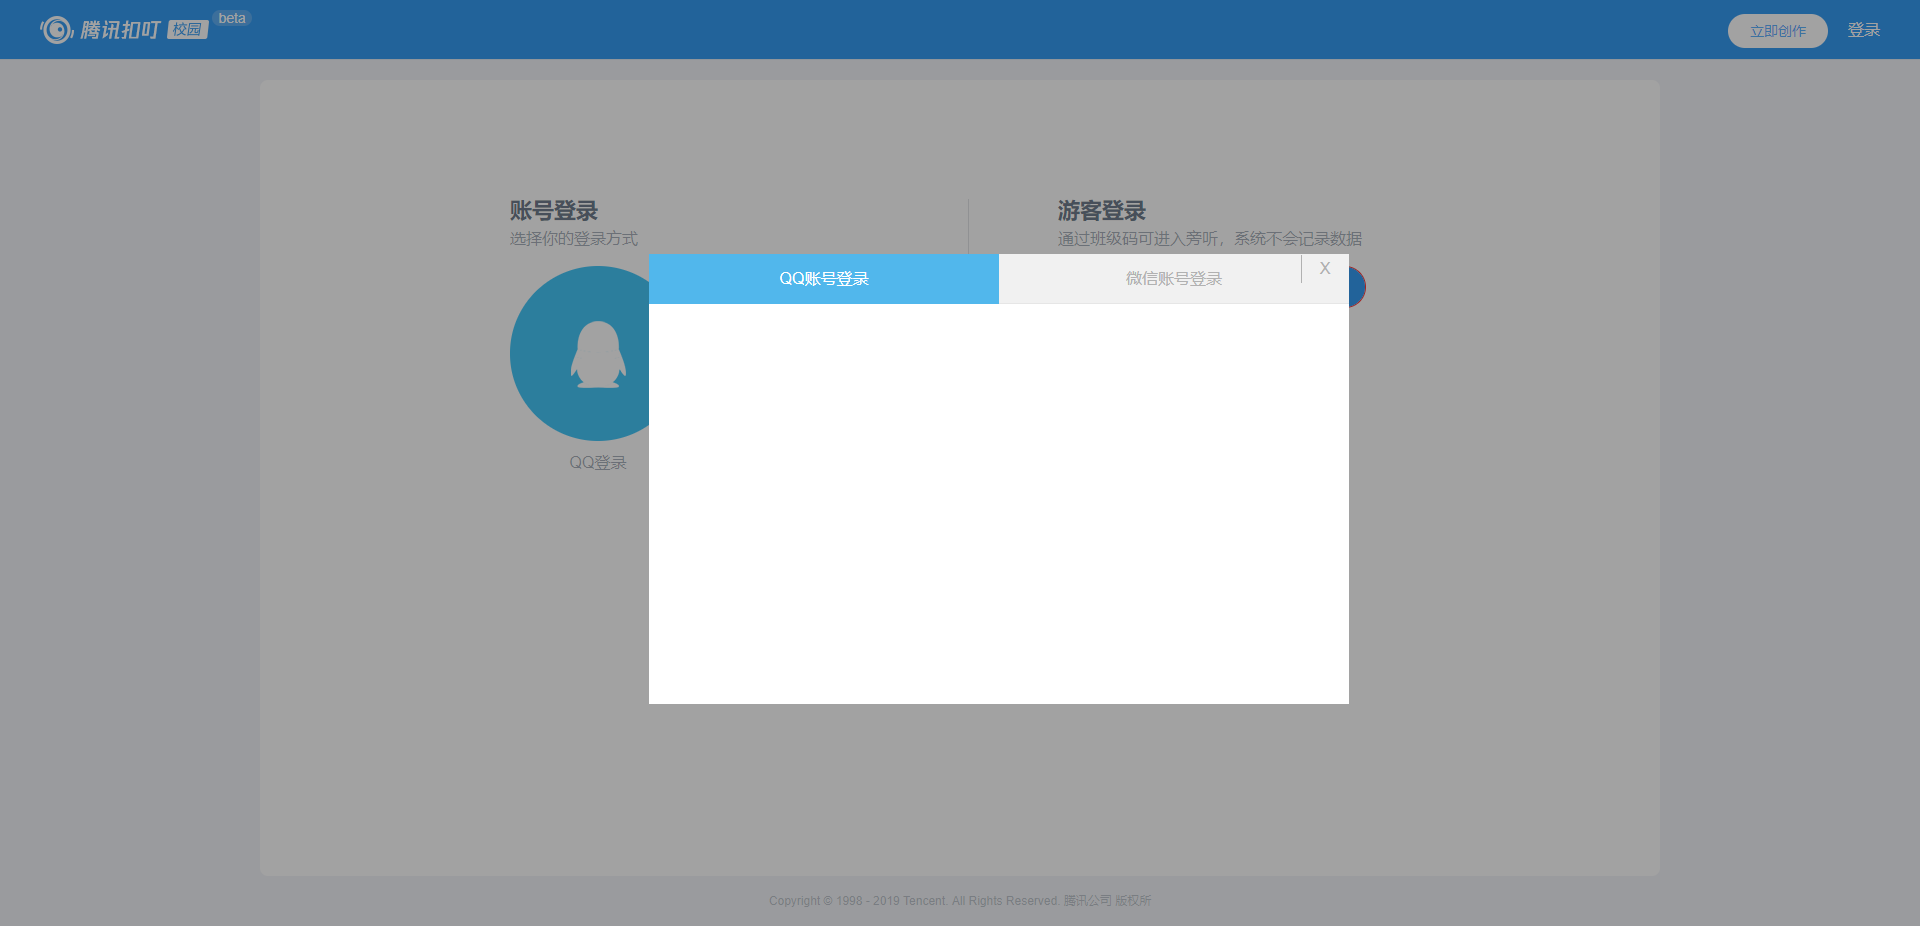 腾讯扣叮 校园 beta
立即创作 登录
账号登录
选择你的登录方式
游客登录
通过班级码可进入旁听，系统不会记录数据
QQ账号登录
微信账号登录
X
QQ登录
Copyright © 1998 - 2019 Tencent. All Rights Reserved. 腾讯公司 版权所